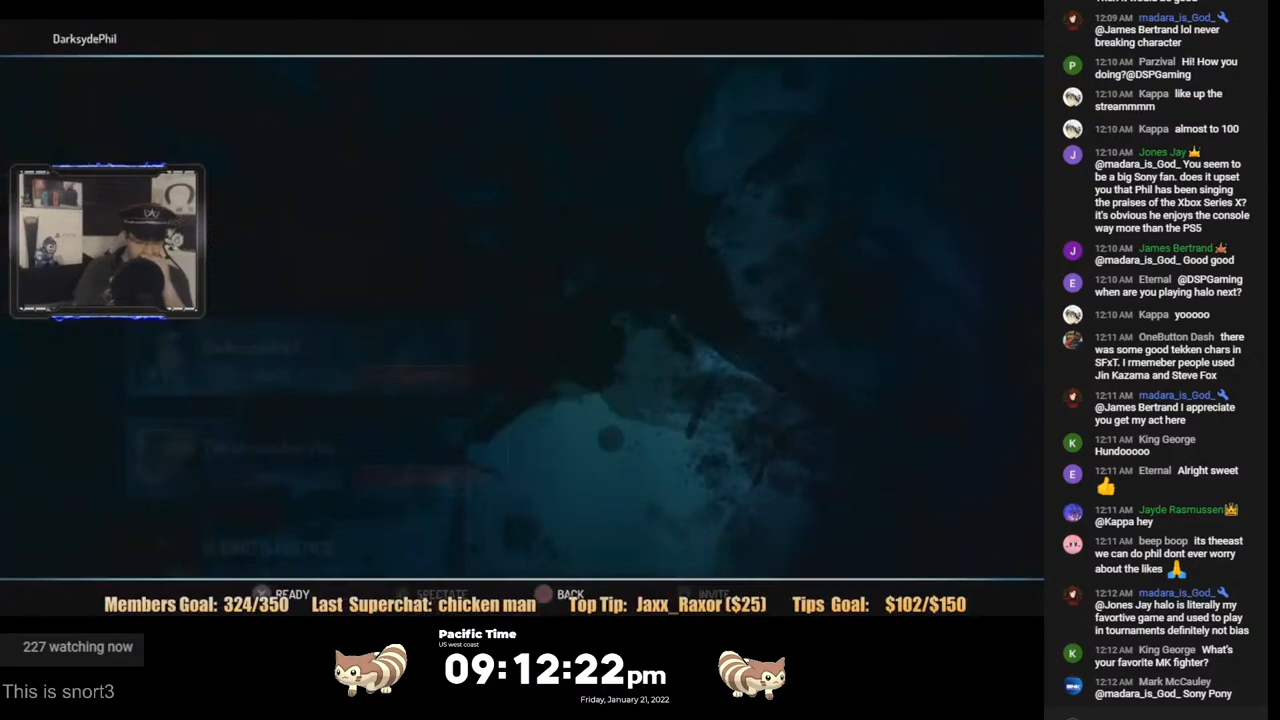 DarksydePhil
READY
SPECTATE
BACK
INVITE
Members Goal: 324/350 Last Superchat: chicken man Top Tip: Jaxx_Raxor ($25) Tips Goal: $102/$150
227 watching now
This is snort3
Pacific Time
US west coast
09:12:22pm
Friday, January 21, 2022
12:09 AM madara_is_God_
@James Bertrand lol never
breaking character
P
12:10 AM Parzival Hi! How you
doing?@DSPGaming
12:10 AM Kappa like up the
streammmm
12:10 AM Kappa almost to 100
J
12:10 AM Jones Jay
@madara_is_God_ You seem to
be a big Sony fan. does it upset
you that Phil has been singing
the praises of the Xbox Series X?
it's obvious he enjoys the console
way more than the PS5
J
12:10 AM James Bertrand
@madara_is_God_ Good good
E
12:10 AM Eternal @DSPGaming
when are you playing halo next?
12:10 AM Kappa yooooo
12:11 AM OneButton Dash there
was some good tekken chars in
SFxT. I rmemeber people used
Jin Kazama and Steve Fox
12:11 AM madara_is_God_
@James Bertrand I appreciate
you get my act here
K
12:11 AM King George
Hundooooo
E
12:11 AM Eternal Alright sweet
👍
12:11 AM Jayde Rasmussen
@Kappa hey
12:11 AM beep boop its theeast
we can do phil dont ever worry
about the likes 🙏
12:12 AM madara_is_God_
@Jones Jay halo is literally my
favortive game and used to play
in tournaments definitely not bias
K
12:12 AM King George What's
your favorite MK fighter?
12:12 AM Mark McCauley
@madara_is_God_ Sony Pony